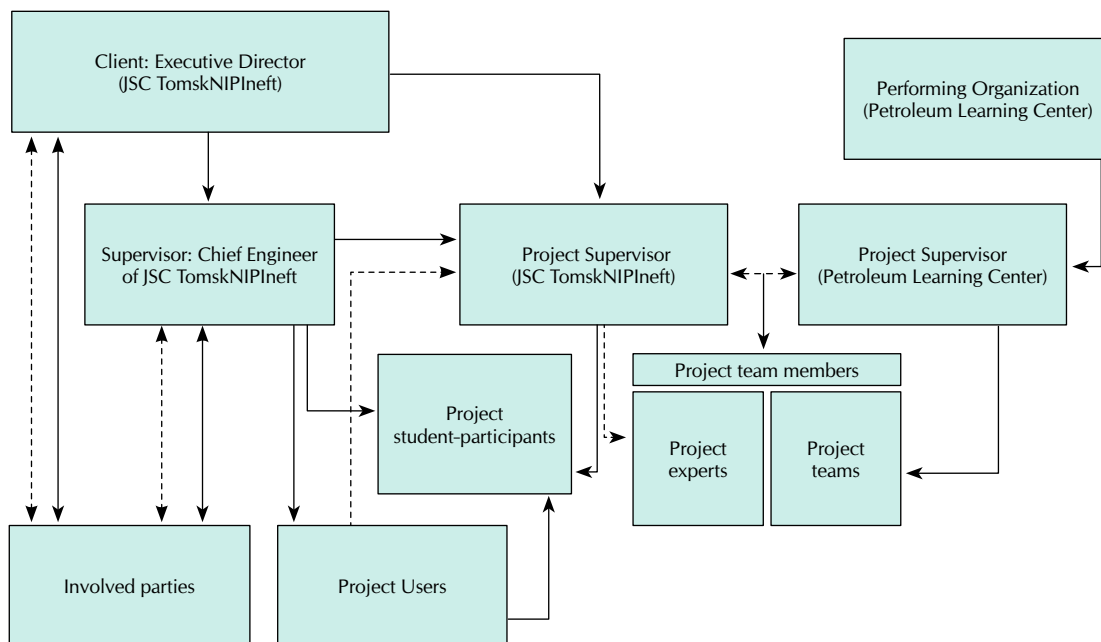 Client: Executive Director
(JSC TomskNIPIneft)
Performing Organization
(Petroleum Learning Center)
Supervisor: Chief Engineer
of JSC TomskNIPIneft
Project Supervisor
(JSC TomskNIPIneft)
Project Supervisor
(Petroleum Learning Center)
Project team members
Project
student-participants
Project
experts
Project
teams
Involved parties
Project Users